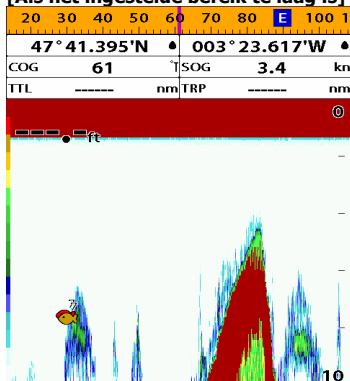 [Als het ingestelde bereik te laag is]
20 30 40 50 60 70 80 E 100 1
47°41.395'N 003°23.617'W
COG 61 °T SOG 3.4 kn
TTL ------ nm TRP ------ nm
0
--- -- ft
10